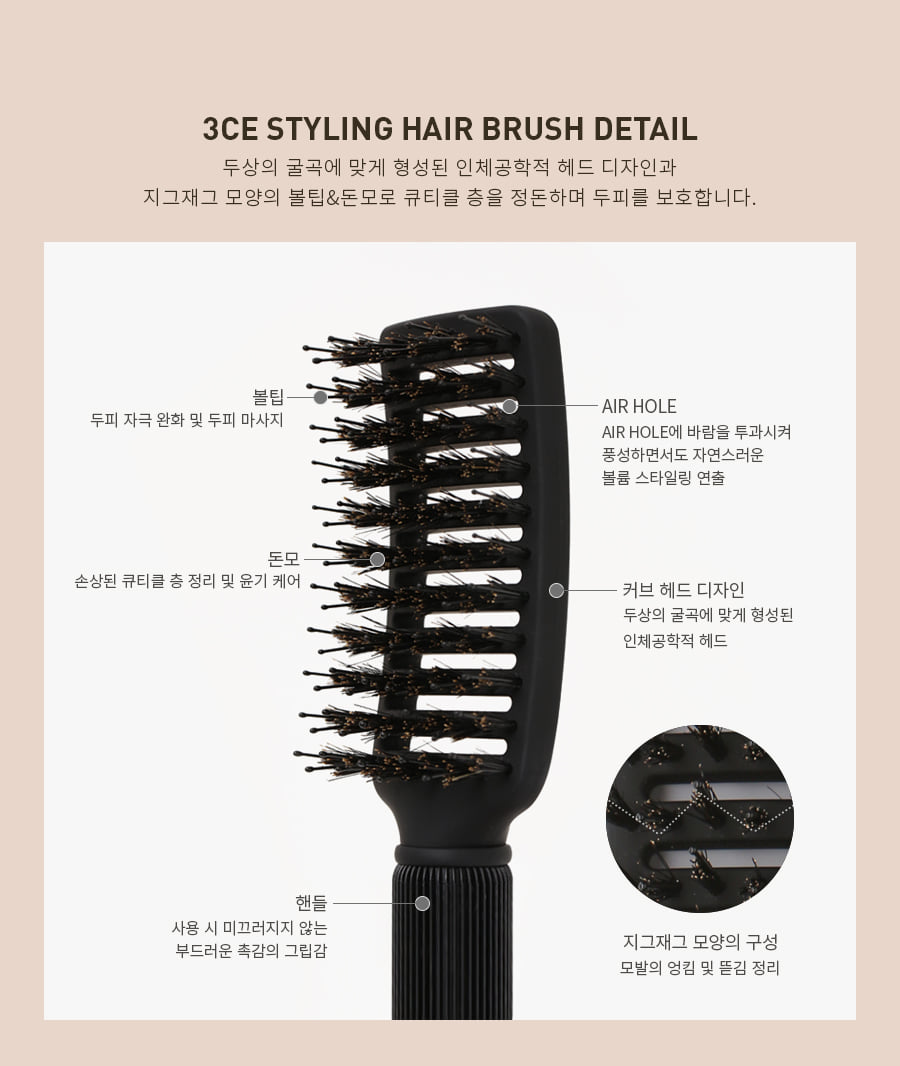 3CE STYLING HAIR BRUSH DETAIL
두상의 굴곡에 맞게 형성된 인체공학적 헤드 디자인과
지그재그 모양의 볼팁&돈모로 큐티클 층을 정돈하며 두피를 보호합니다.
볼팁
두피 자극 완화 및 두피 마사지
AIR HOLE
AIR HOLE에 바람을 투과시켜
풍성하면서도 자연스러운
볼륨 스타일링 연출
돈모
손상된 큐티클 층 정리 및 윤기 케어
커브 헤드 디자인
두상의 굴곡에 맞게 형성된
인체공학적 헤드
핸들
사용 시 미끄러지지 않는
부드러운 촉감의 그립감
지그재그 모양의 구성
모발의 엉킴 및 뜯김 정리